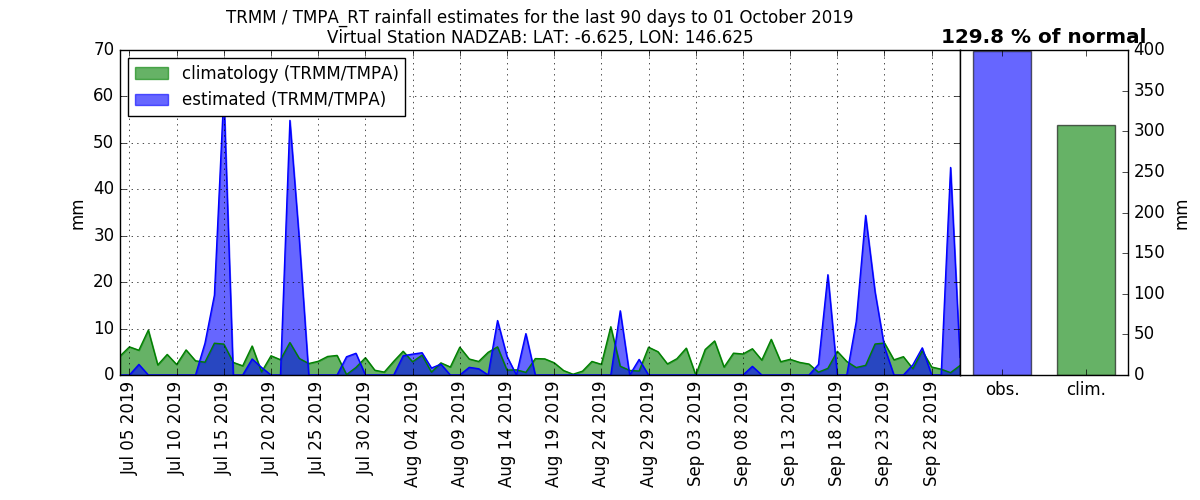 TRMM / TMPA_RT rainfall estimates for the last 90 days to 01 October 2019
Virtual Station NADZAB: LAT: -6.625, LON: 146.625
129.8 % of normal
climatology (TRMM/TMPA)
estimated (TRMM/TMPA)
mm
70
60
50
40
30
20
10
0
400
350
300
250
200
150
100
50
0
mm
Jul 05 2019
Jul 10 2019
Jul 15 2019
Jul 20 2019
Jul 25 2019
Jul 30 2019
Aug 04 2019
Aug 09 2019
Aug 14 2019
Aug 19 2019
Aug 24 2019
Aug 29 2019
Sep 03 2019
Sep 08 2019
Sep 13 2019
Sep 18 2019
Sep 23 2019
Sep 28 2019
obs.
clim.